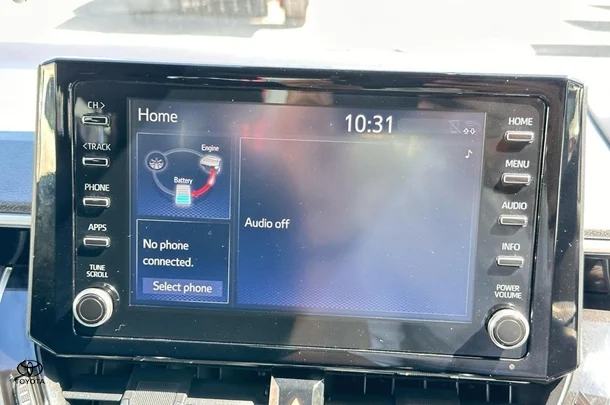 CH >
< TRACK
PHONE
APPS
TUNE
SCROLL
Home
10:31
Engine
Battery
No phone
connected.
Select phone
Audio off
HOME
MENU
AUDIO
INFO
POWER
VOLUME
TOYOTA